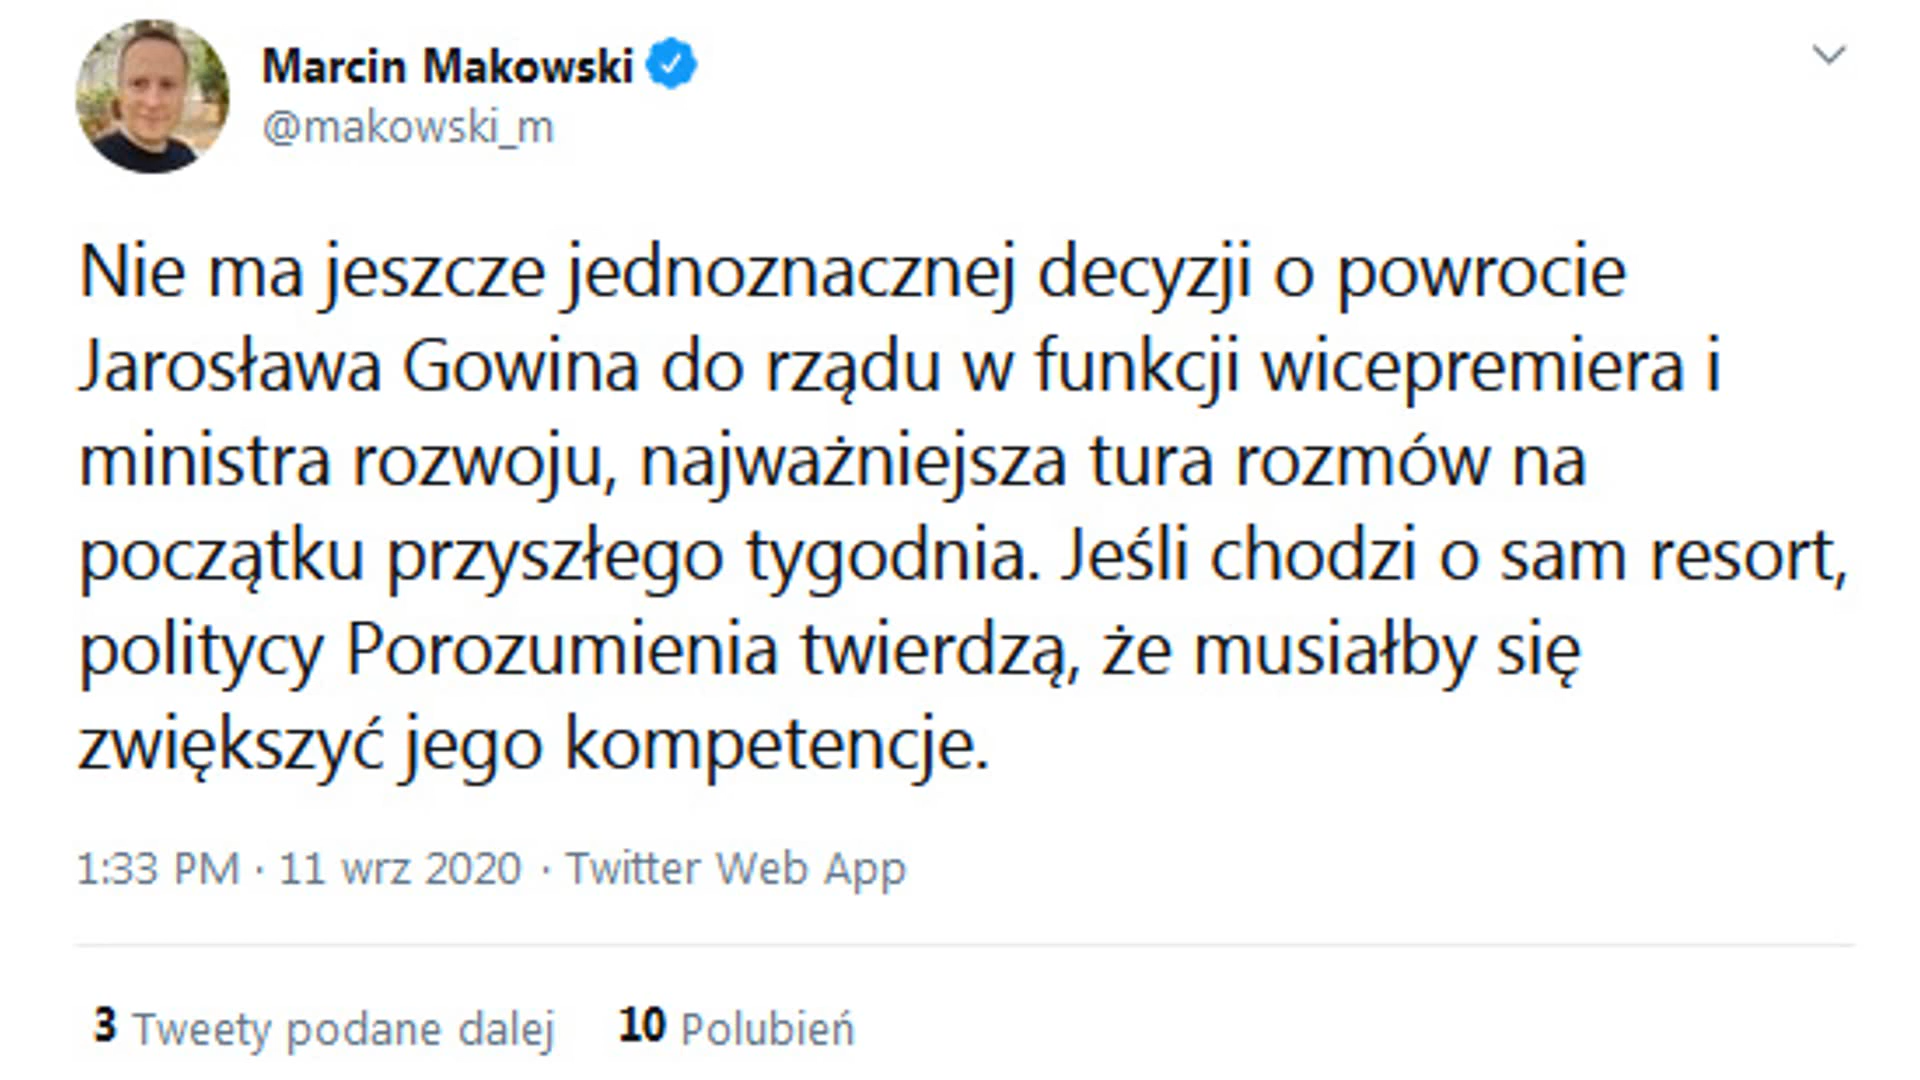 Marcin Makowski
@makowski_m
Nie ma jeszcze jednoznacznej decyzji o powrocie
Jarosława Gowina do rządu w funkcji wicepremiera i
ministra rozwoju, najważniejsza tura rozmów na
początku przyszłego tygodnia. Jeśli chodzi o sam resort,
politycy Porozumienia twierdzą, że musiałby się
zwiększyć jego kompetencje.
1:33 PM · 11 wrz 2020 · Twitter Web App
3 Tweety podane dalej 10 Polubień